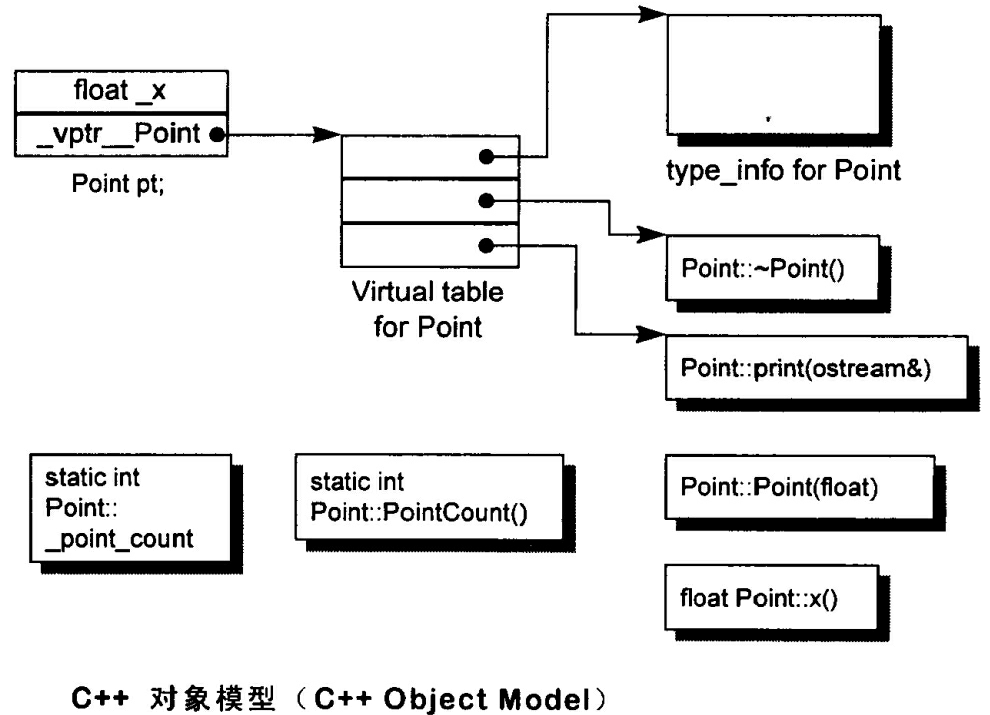 float _x
_vptr__Point
Point pt;
Virtual table
for Point
type_info for Point
Point::~Point()
Point::print(ostream&)
static int
Point::
_point_count
static int
Point::PointCount()
Point::Point(float)
float Point::x()
C++ 对象模型（C++ Object Model）